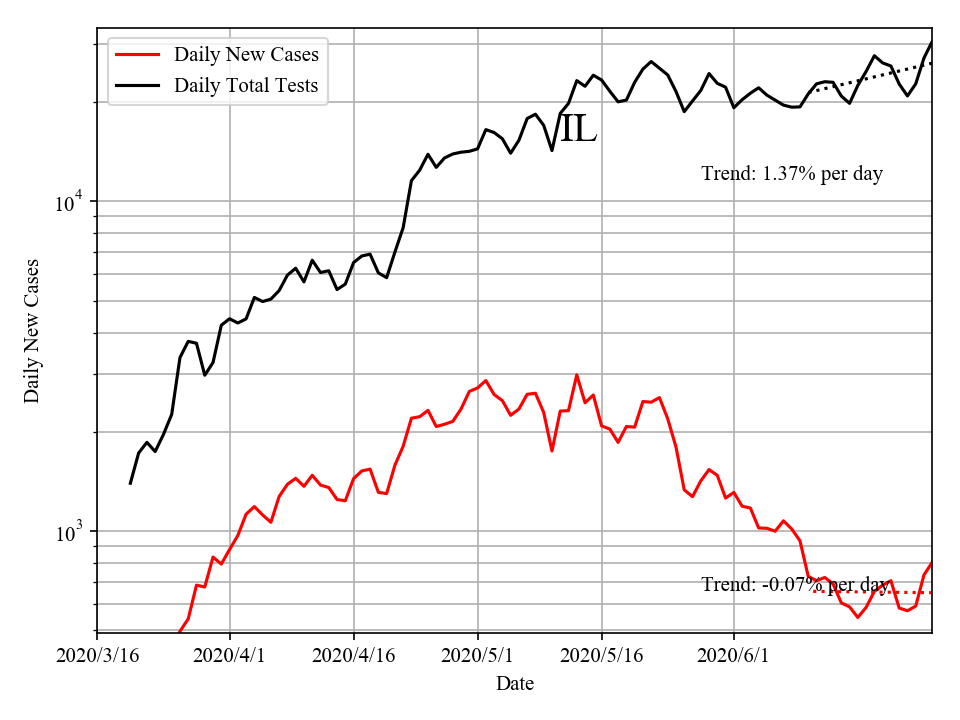 Daily New Cases
Daily Total Tests
IL
Trend: 1.37% per day
10^4
Daily New Cases
10^3
Trend: -0.07% per day
2020/3/16 2020/4/1 2020/4/16 2020/5/1 2020/5/16 2020/6/1
Date